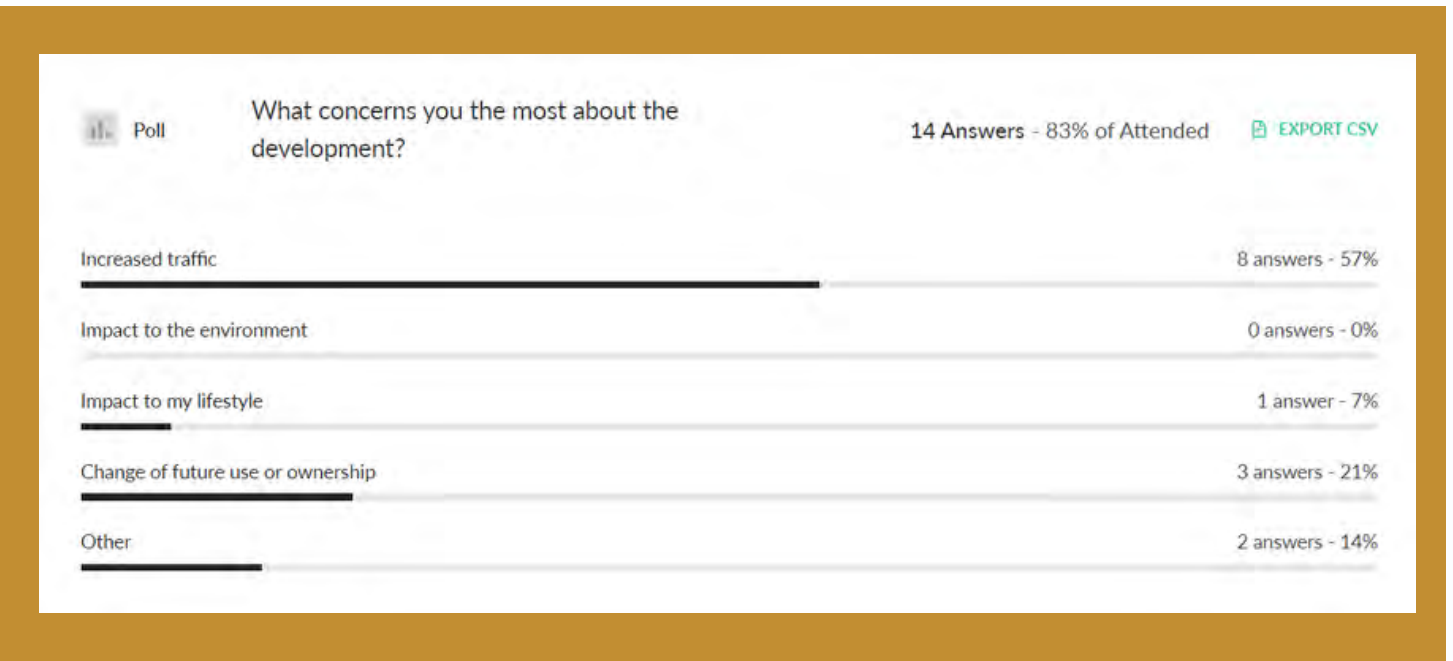 Poll
What concerns you the most about the
development?
14 Answers - 83% of Attended
EXPORT CSV
Increased traffic
8 answers - 57%
Impact to the environment
0 answers - 0%
Impact to my lifestyle
1 answer - 7%
Change of future use or ownership
3 answers - 21%
Other
2 answers - 14%